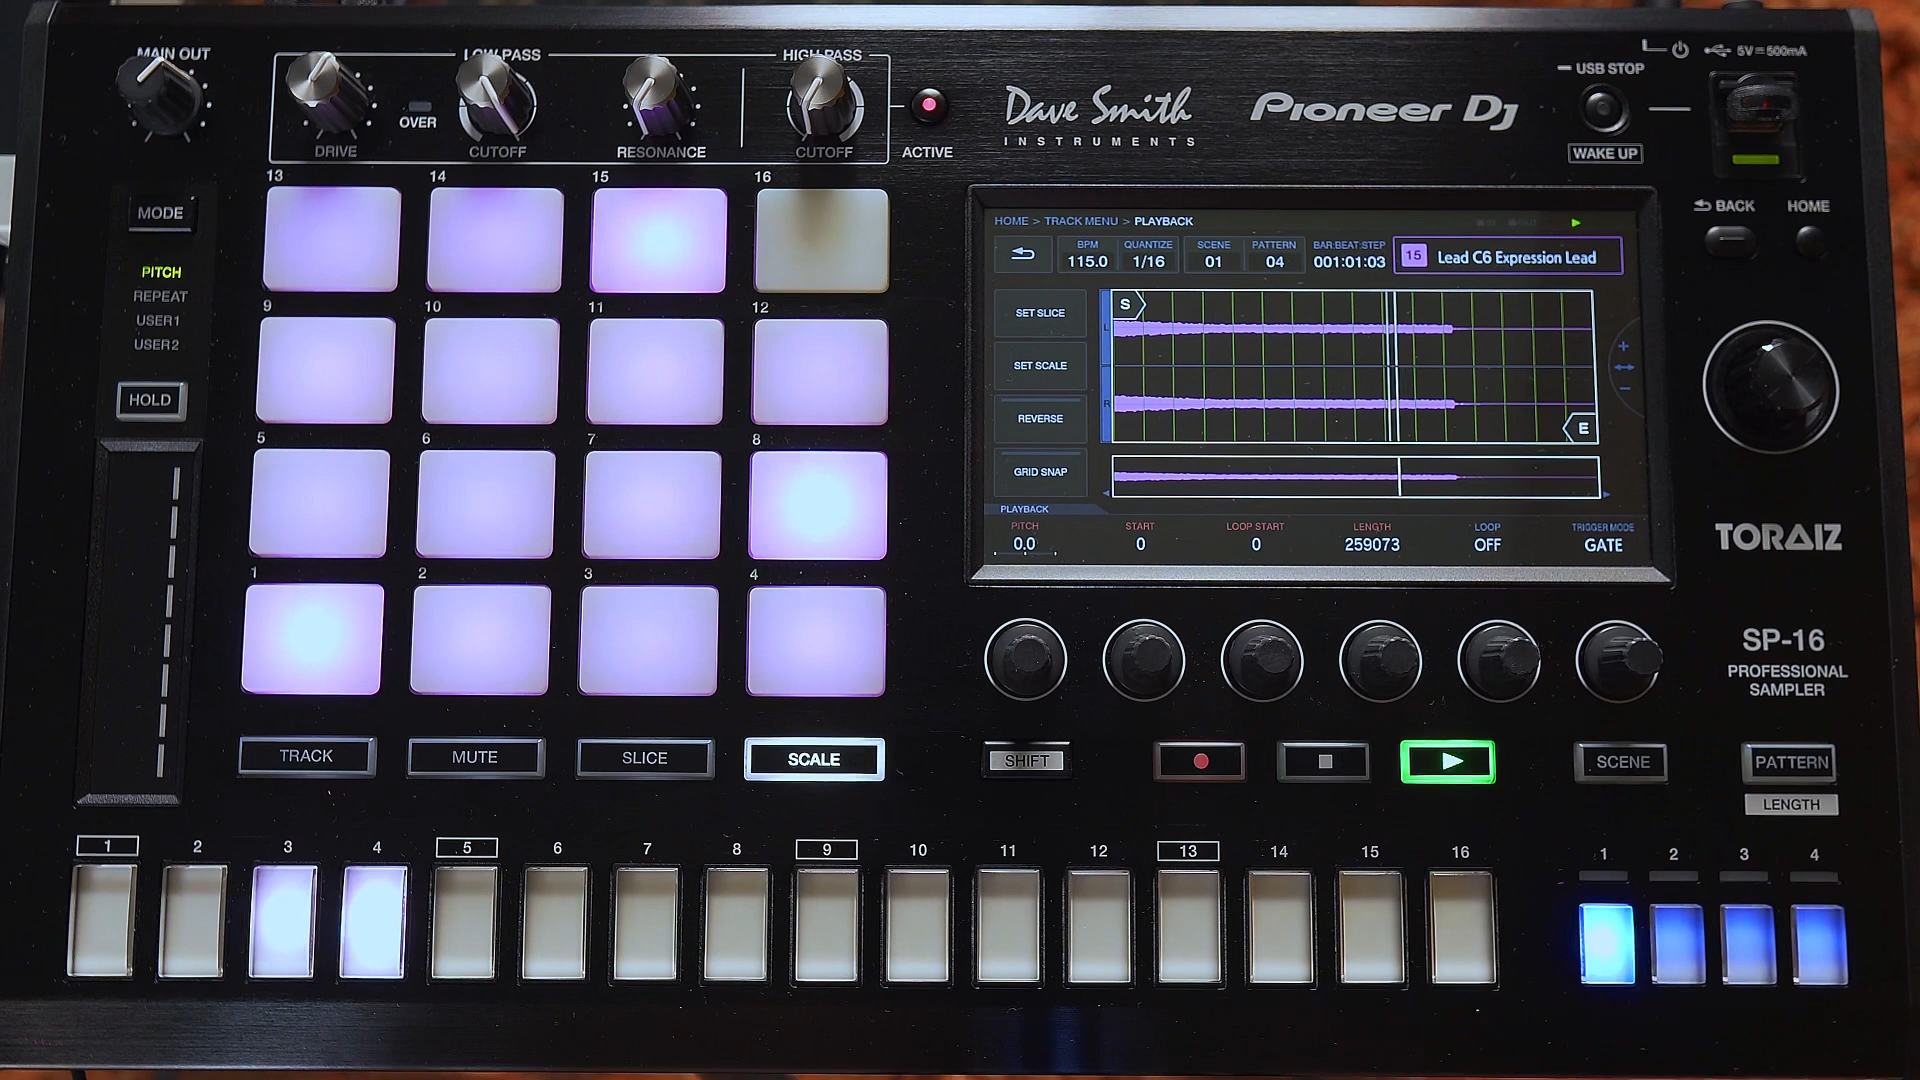 MAIN OUT
LOW PASS
HIGH PASS
DRIVE
OVER
CUTOFF
RESONANCE
CUTOFF
ACTIVE
Dave Smith
INSTRUMENTS
Pioneer Dj
USB STOP
5V 500mA
WAKE UP
BACK
HOME
MODE
PITCH
REPEAT
USER1
USER2
HOLD
13 14 15 16
9 10 11 12
5 6 7 8
1 2 3 4
TRACK
MUTE
SLICE
SCALE
HOME > TRACK MENU > PLAYBACK
BPM QUANTIZE SCENE PATTERN BAR:BEAT:STEP
115.0 1/16 01 04 001:01:03
15 Lead C6 Expression Lead
SET SLICE
SET SCALE
REVERSE
GRID SNAP
S
L
R
E
+
−
PLAYBACK
PITCH START LOOP START LENGTH LOOP TRIGGER MODE
0.0 0 0 259073 OFF GATE
TORAIZ
SP-16
PROFESSIONAL
SAMPLER
SHIFT
SCENE
PATTERN
LENGTH
1 2 3 4 5 6 7 8 9 10 11 12 13 14 15 16
1 2 3 4